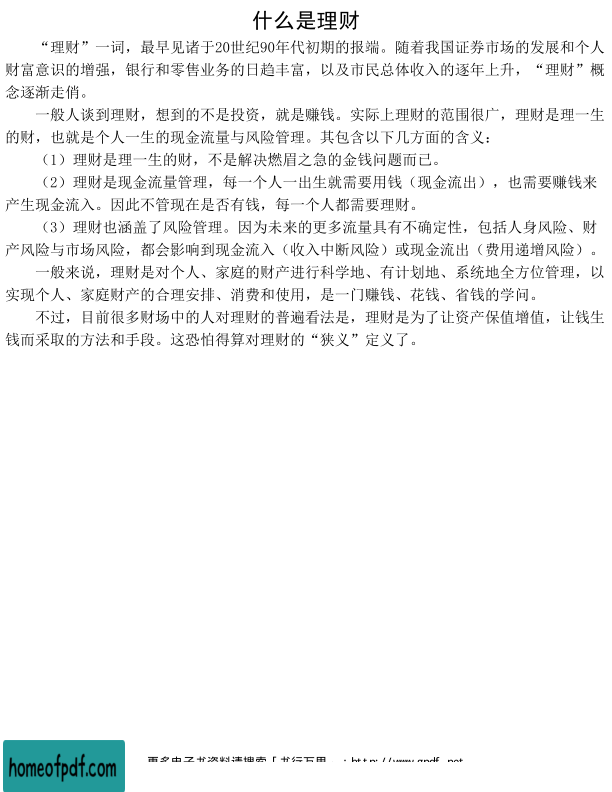 什么是理财
“理财”一词，最早见诸于20世纪90年代初期的报端。随着我国证券市场的发展和个人
财富意识的增强，银行和零售业务的日趋丰富，以及市民总体收入的逐年上升，“理财”概
念逐渐走俏。
一般人谈到理财，想到的不是投资，就是赚钱。实际上理财的范围很广，理财是理一生
的财，也就是个人一生的现金流量与风险管理。其包含以下几方面的含义：
（1）理财是理一生的财，不是解决燃眉之急的金钱问题而已。
（2）理财是现金流量管理，每一个人一出生就需要用钱（现金流出），也需要赚钱来
产生现金流入。因此不管现在是否有钱，每一个人都需要理财。
（3）理财也涵盖了风险管理。因为未来的更多流量具有不确定性，包括人身风险、财
产风险与市场风险，都会影响到现金流入（收入中断风险）或现金流出（费用递增风险）。
一般来说，理财是对个人、家庭的财产进行科学地、有计划地、系统地全方位管理，以
实现个人、家庭财产的合理安排、消费和使用，是一门赚钱、花钱、省钱的学问。
不过，目前很多财场中的人对理财的普遍看法是，理财是为了让资产保值增值，让钱生
钱而采取的方法和手段。这恐怕得算对理财的“狭义”定义了。
更多电子书资料请搜索「书行万里
homeofpdf.com